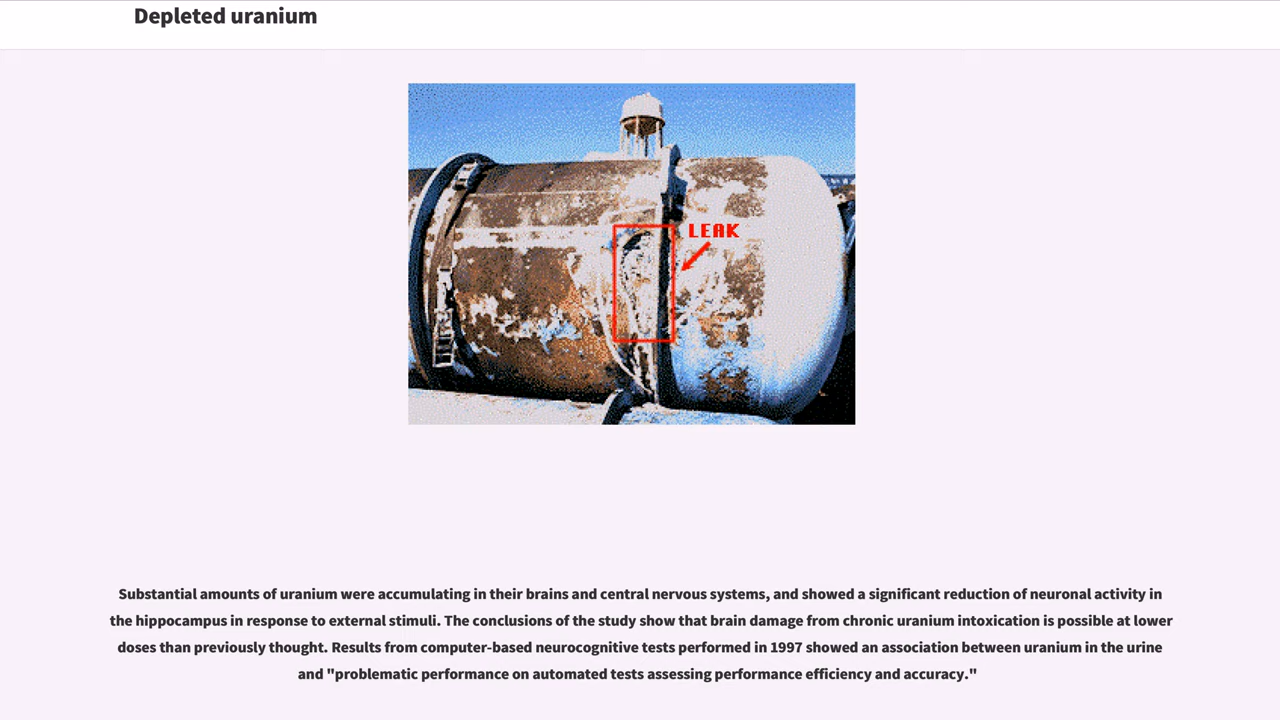 Depleted uranium
LEAK
Substantial amounts of uranium were accumulating in their brains and central nervous systems, and showed a significant reduction of neuronal activity in
the hippocampus in response to external stimuli. The conclusions of the study show that brain damage from chronic uranium intoxication is possible at lower
doses than previously thought. Results from computer-based neurocognitive tests performed in 1997 showed an association between uranium in the urine
and "problematic performance on automated tests assessing performance efficiency and accuracy."